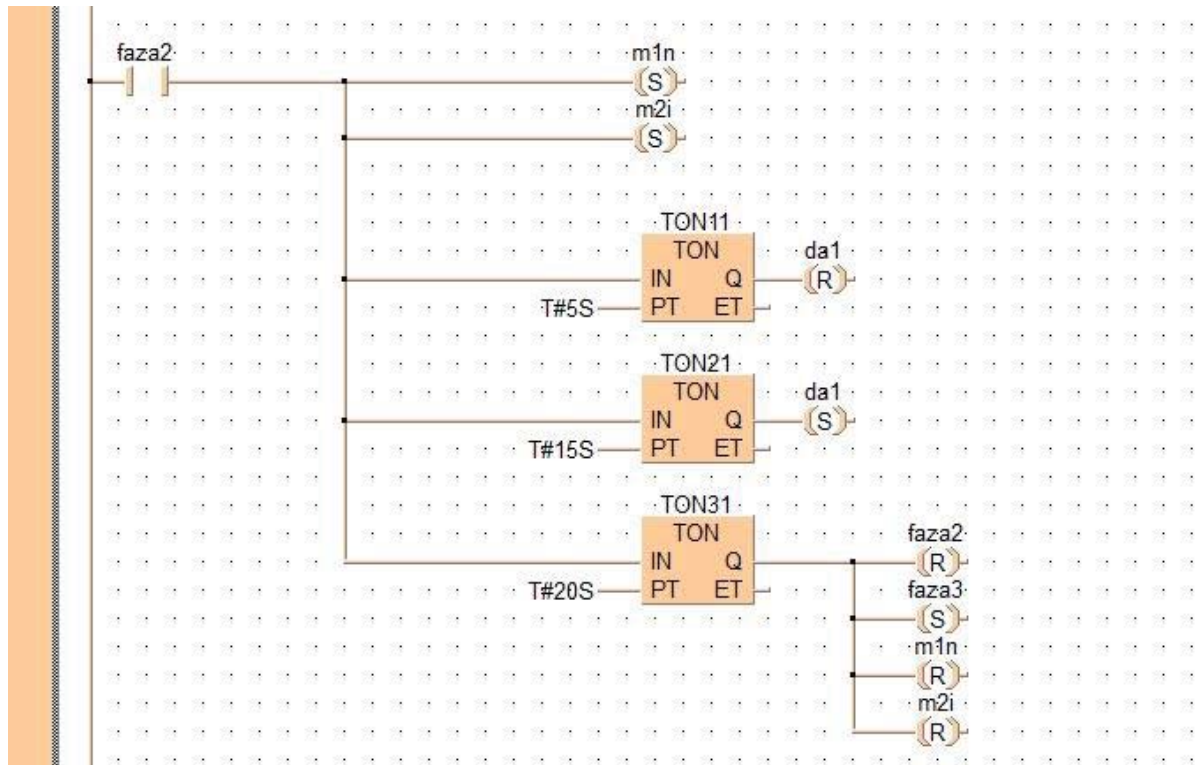 faza2
m1n
(S)
m2i
(S)
TON11
TON
da1
IN Q
(R)
T#5S
PT ET
TON21
TON
da1
IN Q
(S)
T#15S
PT ET
TON31
TON
faza2
IN Q
(R)
T#20S
PT ET
faza3
(S)
m1n
(R)
m2i
(R)